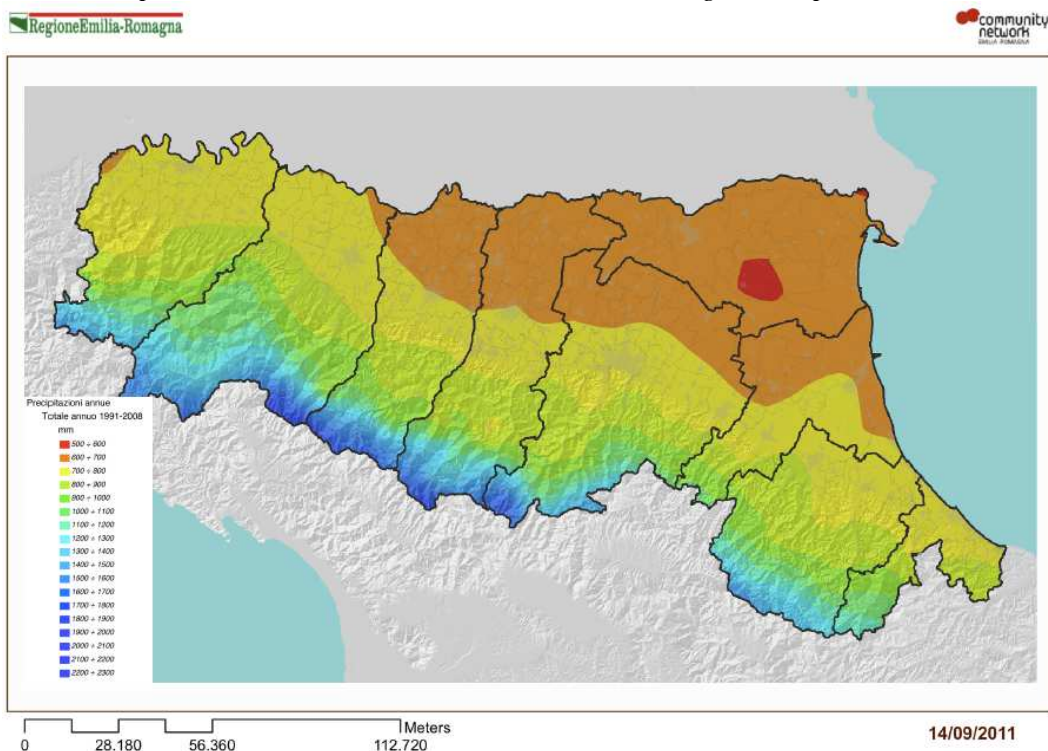 RegioneEmilia-Romagna
community
network
EMILIA-ROMAGNA
Precipitazioni annue
Totale annuo 1991-2008
mm
500 ÷ 600
600 ÷ 700
700 ÷ 800
800 ÷ 900
900 ÷ 1000
1000 ÷ 1100
1100 ÷ 1200
1200 ÷ 1300
1300 ÷ 1400
1400 ÷ 1500
1500 ÷ 1600
1600 ÷ 1700
1700 ÷ 1800
1800 ÷ 1900
1900 ÷ 2000
2000 ÷ 2100
2100 ÷ 2200
2200 ÷ 2300
Meters
0 28.180 56.360 112.720
14/09/2011